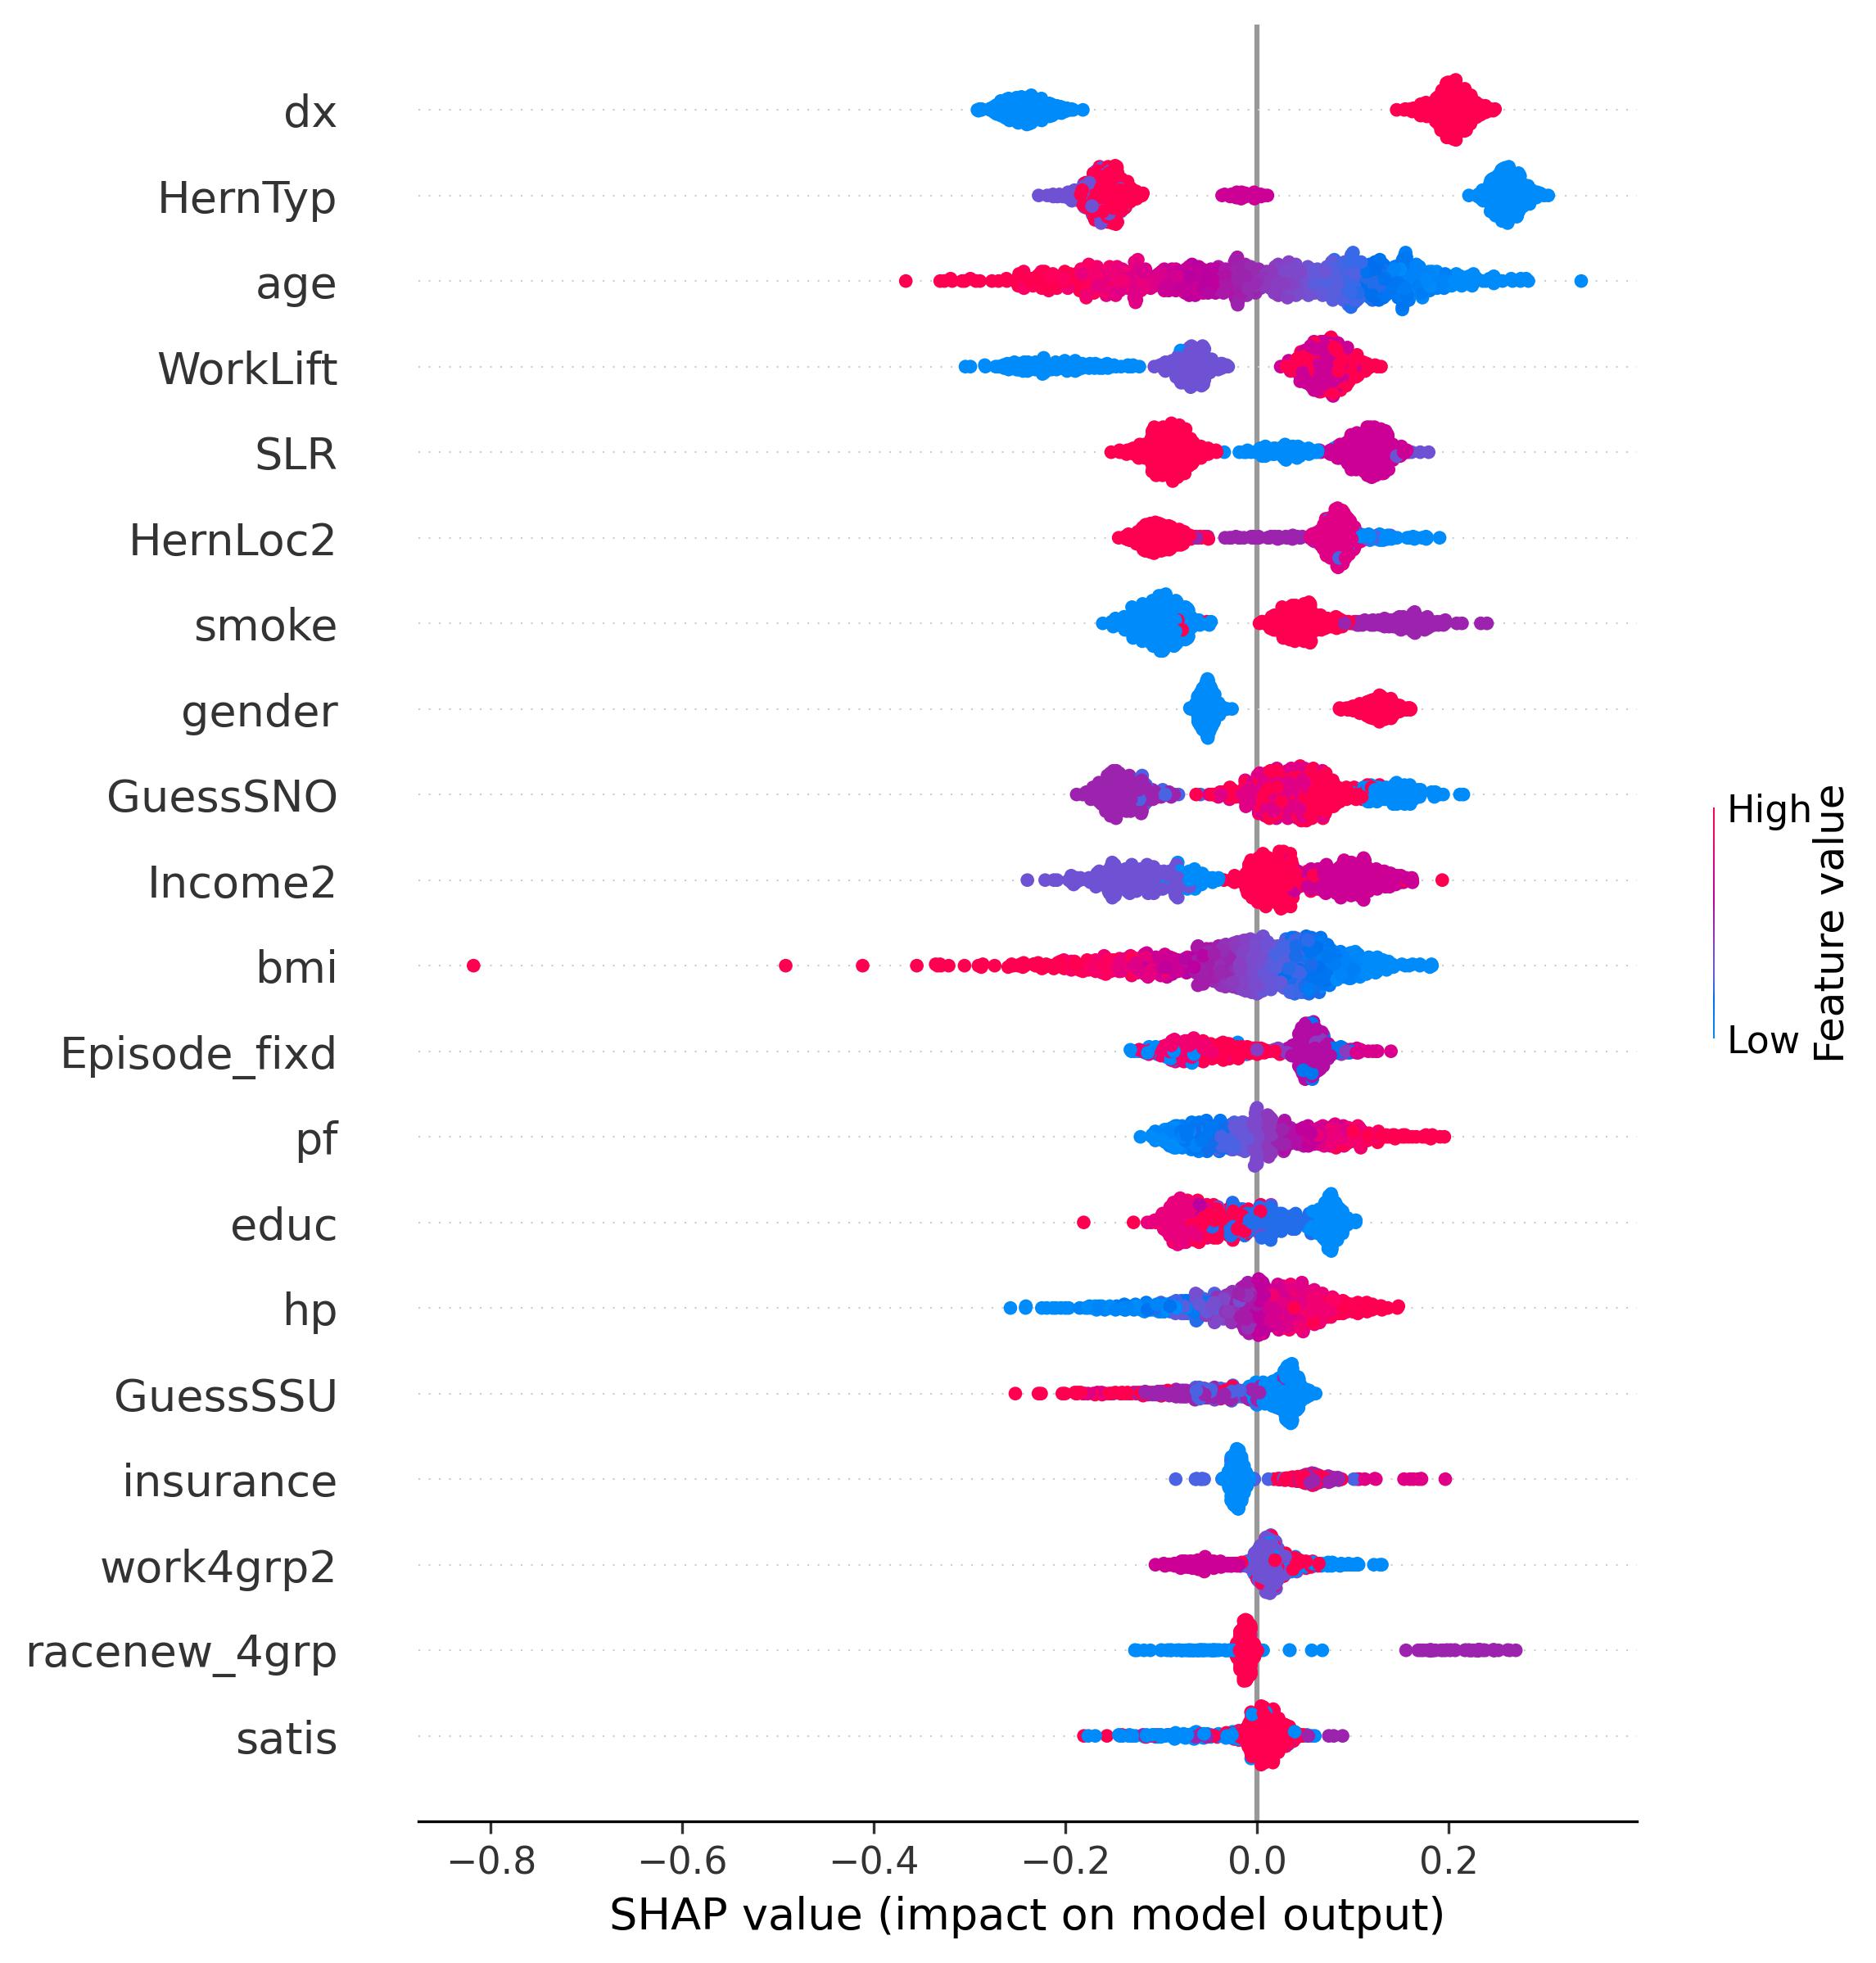 dx
HernTyp
age
WorkLift
SLR
HernLoc2
smoke
gender
GuessSNO
Income2
bmi
Episode_fixd
pf
educ
hp
GuessSSU
insurance
work4grp2
racenew_4grp
satis
−0.8 −0.6 −0.4 −0.2 0.0 0.2
SHAP value (impact on model output)
High
Low
Feature value